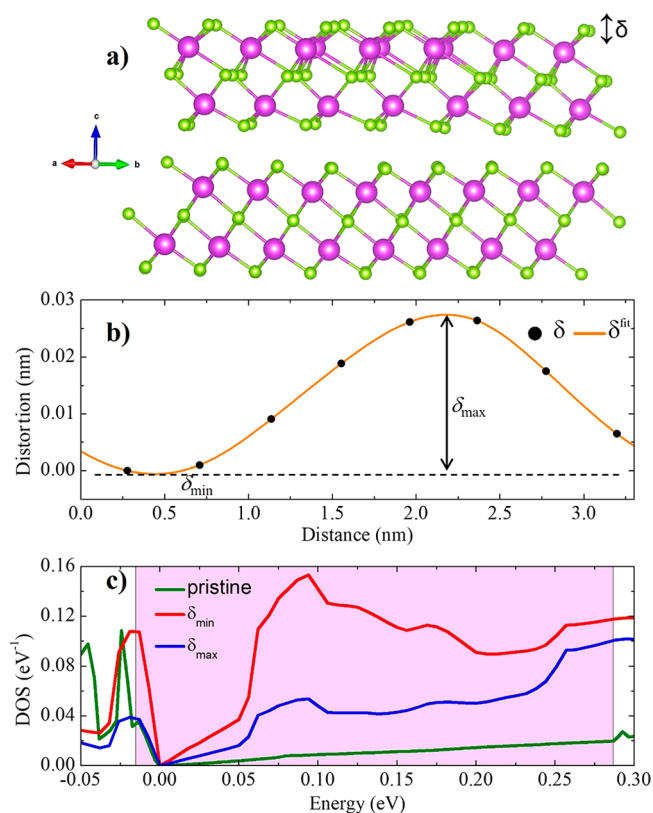 a)
δ
c
a
b
b)
0.03
0.02
0.01
0.00
Distortion (nm)
δ
δfit
δmax
δmin
0.0
0.5
1.0
1.5
2.0
2.5
3.0
Distance (nm)
c)
pristine
δmin
δmax
0.16
0.12
0.08
0.04
0.00
DOS (eV-1)
-0.05
0.00
0.05
0.10
0.15
0.20
0.25
0.30
Energy (eV)